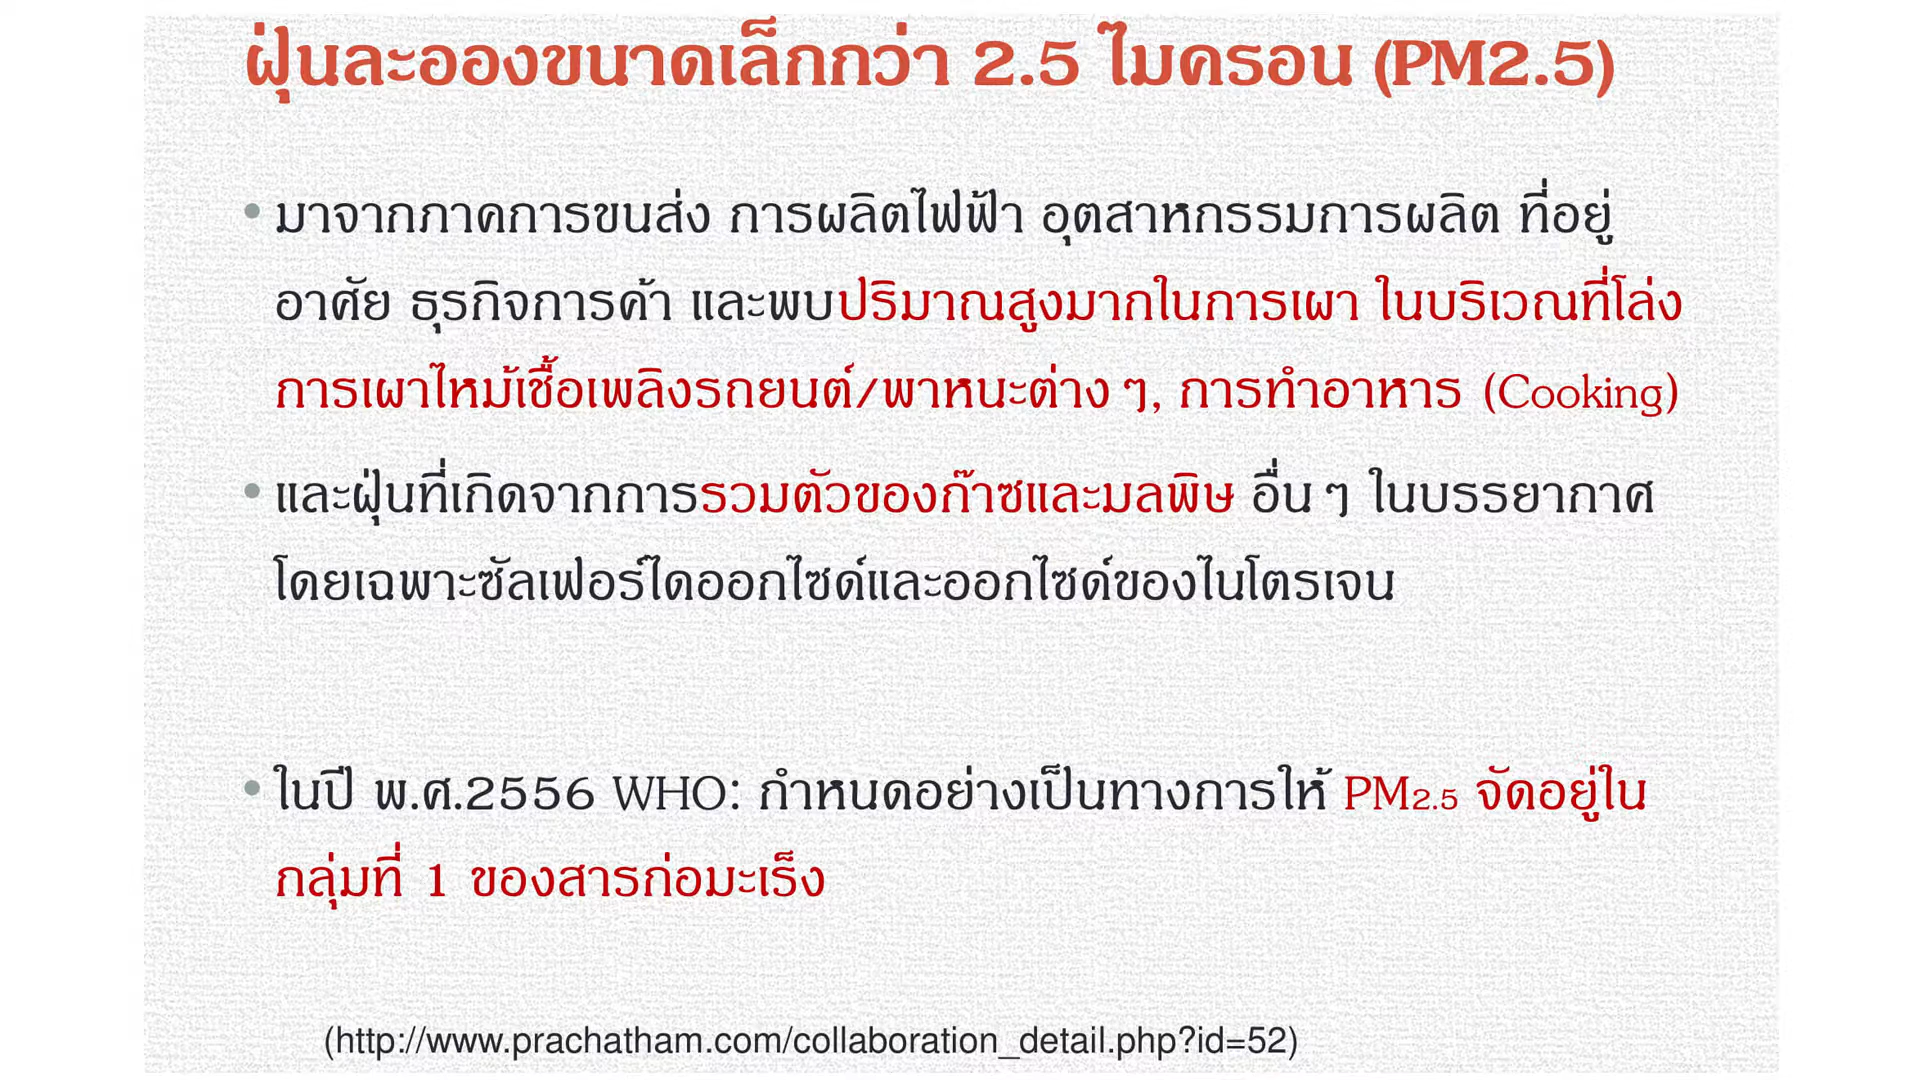 ฝุ่นละอองขนาดเล็กกว่า 2.5 ไมครอน (PM2.5)
• มาจากภาคการขนส่ง การผลิตไฟฟ้า อุตสาหกรรมการผลิต ที่อยู่
อาศัย ธุรกิจการค้า และพบปริมาณสูงมากในการเผา ในบริเวณที่โล่ง
การเผาไหม้เชื้อเพลิงรถยนต์/พาหนะต่าง ๆ, การทำอาหาร (Cooking)
• และฝุ่นที่เกิดจากการรวมตัวของก๊าซและมลพิษ อื่น ๆ ในบรรยากาศ
โดยเฉพาะซัลเฟอร์ไดออกไซด์และออกไซด์ของไนโตรเจน
• ในปี พ.ศ.2556 WHO: กำหนดอย่างเป็นทางการให้ PM2.5 จัดอยู่ใน
กลุ่มที่ 1 ของสารก่อมะเร็ง
(http://www.prachatham.com/collaboration_detail.php?id=52)